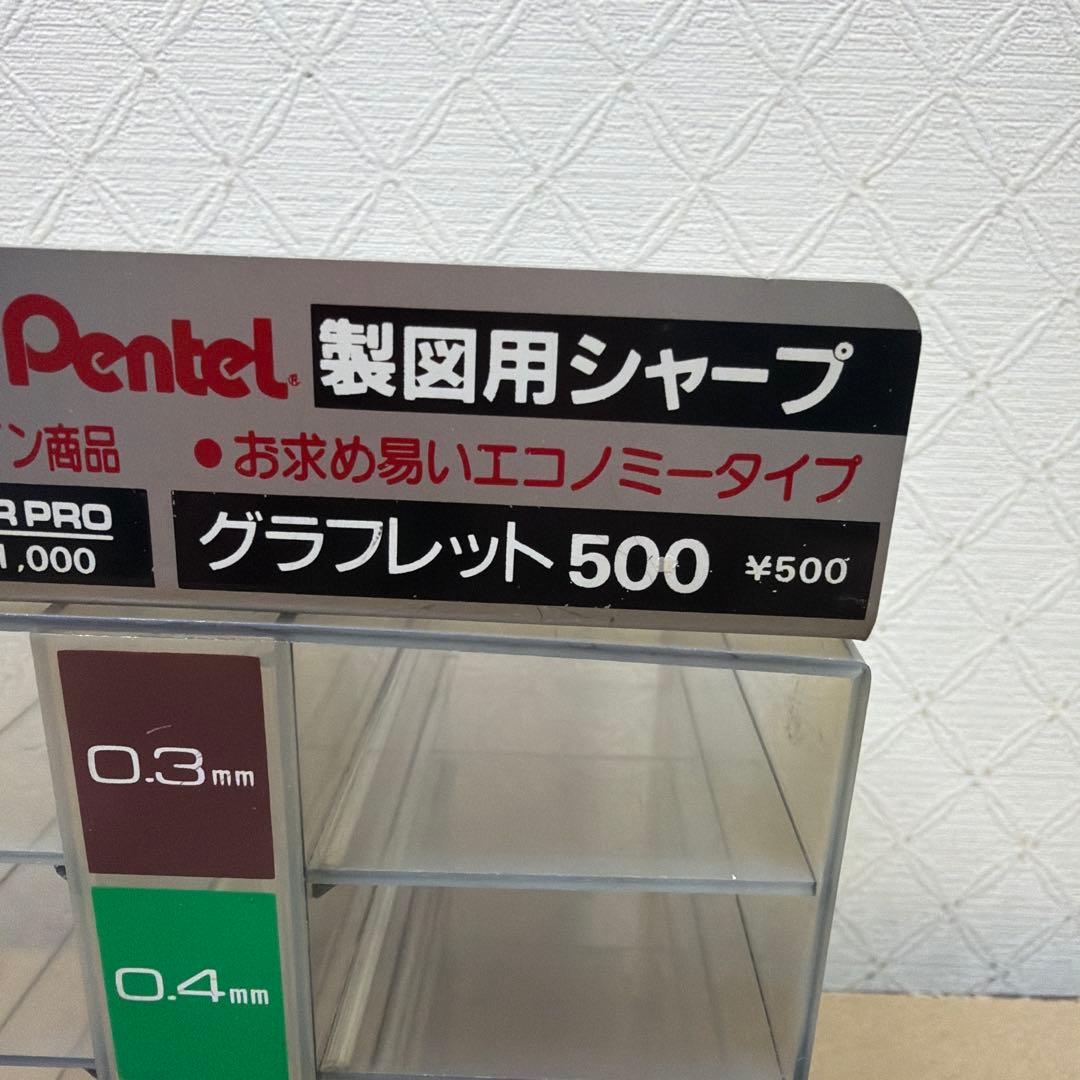 Pentel® 製図用シャープ
ン商品 ●お求め易いエコノミータイプ
R PRO
1,000
グラフレット500 ¥500
0.3mm
0.4mm